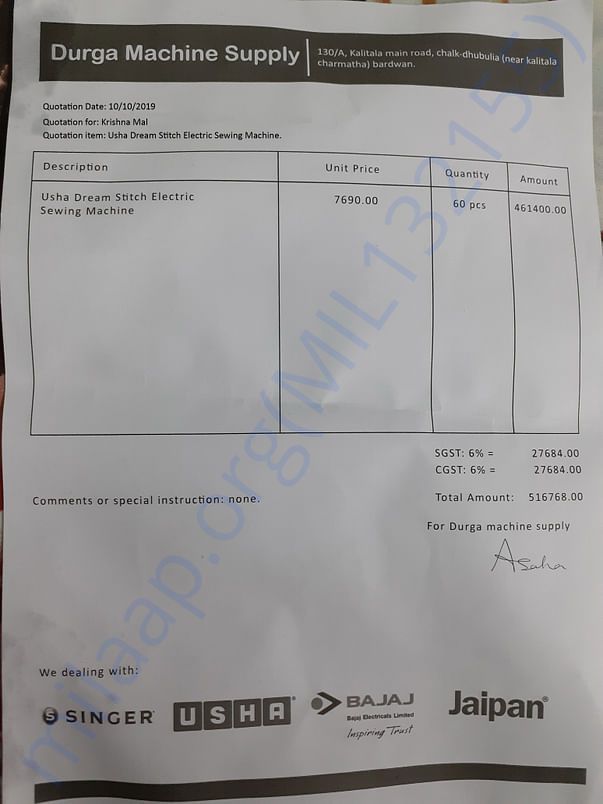 Durga Machine Supply
130/A, Kalitala main road, chalk-dhubulia (near kalitala
charmatha) bardwan.
Quotation Date: 10/10/2019
Quotation for: Krishna Mal
Quotation item: Usha Dream Stitch Electric Sewing Machine.
Description Unit Price Quantity Amount
Usha Dream Stitch Electric 7690.00 60 pcs 461400.00
Sewing Machine
SGST: 6% = 27684.00
CGST: 6% = 27684.00
Comments or special instruction: none. Total Amount: 516768.00
For Durga machine supply
Asaha
We dealing with:
S SINGER USHA BAJAJ Jaipan
Bajaj Electricals Limited
Inspiring Trust
milaap.org(MIL132155)